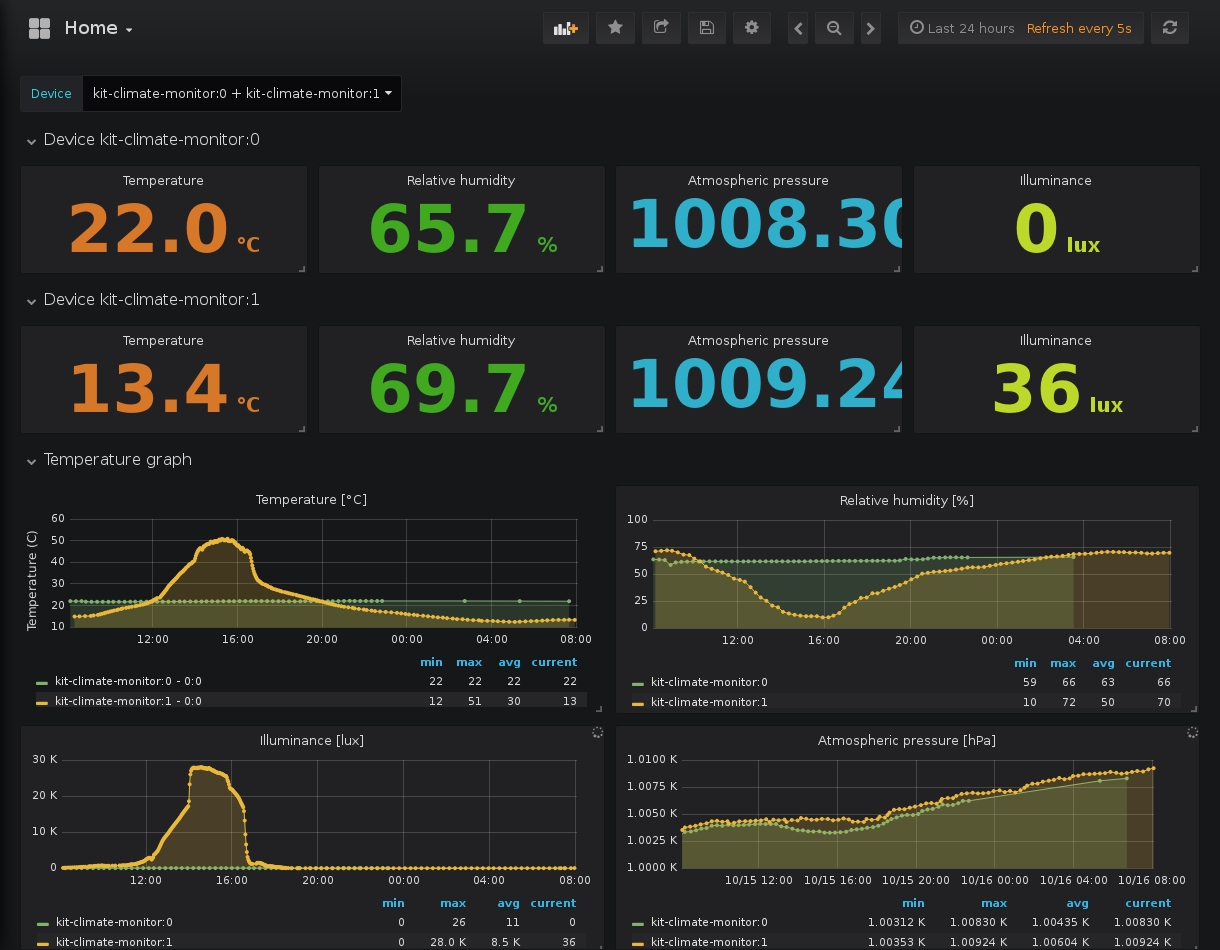 Home
Last 24 hours Refresh every 5s
Device kit-climate-monitor:0 + kit-climate-monitor:1
Device kit-climate-monitor:0
Temperature Relative humidity Atmospheric pressure Illuminance
22.0 °C 65.7 % 1008.30 0 lux
Device kit-climate-monitor:1
Temperature Relative humidity Atmospheric pressure Illuminance
13.4 °C 69.7 % 1009.24 36 lux
Temperature graph
Temperature [°C]
Temperature (C)
60
50
40
30
20
10
12:00 16:00 20:00 00:00 04:00 08:00
min max avg current
kit-climate-monitor:0 - 0:0 22 22 22 22
kit-climate-monitor:1 - 0:0 12 51 30 13
Relative humidity [%]
100
75
50
25
0
12:00 16:00 20:00 00:00 04:00 08:00
min max avg current
kit-climate-monitor:0 59 66 63 66
kit-climate-monitor:1 10 72 50 70
Illuminance [lux]
30 K
20 K
10 K
0
12:00 16:00 20:00 00:00 04:00 08:00
min max avg current
kit-climate-monitor:0 0 26 11 0
kit-climate-monitor:1 0 28.0 K 8.5 K 36
Atmospheric pressure [hPa]
1.0100 K
1.0075 K
1.0050 K
1.0025 K
1.0000 K
10/15 12:00 10/15 16:00 10/15 20:00 10/16 00:00 10/16 04:00 10/16 08:00
min max avg current
kit-climate-monitor:0 1.00312 K 1.00830 K 1.00435 K 1.00830 K
kit-climate-monitor:1 1.00353 K 1.00924 K 1.00604 K 1.00924 K